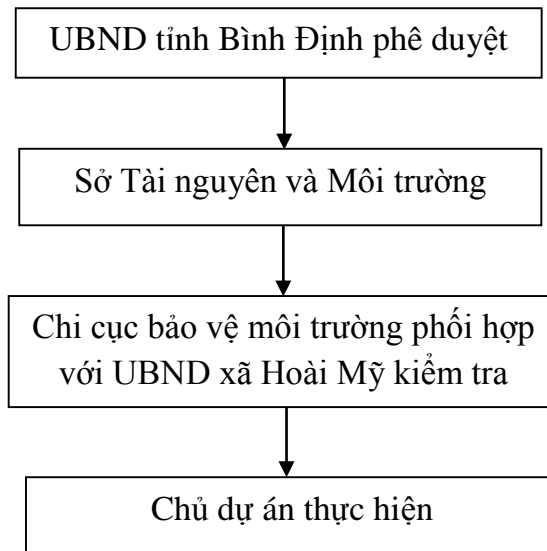 UBND tỉnh Bình Định phê duyệt
Sở Tài nguyên và Môi trường
Chi cục bảo vệ môi trường phối hợp
với UBND xã Hoài Mỹ kiểm tra
Chủ dự án thực hiện